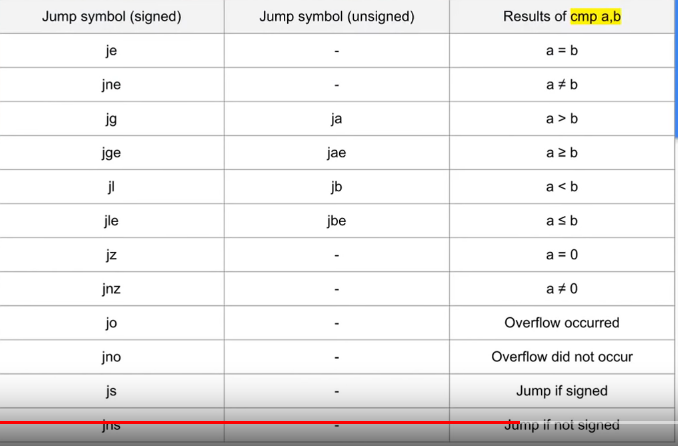 Jump symbol (signed) Jump symbol (unsigned) Results of cmp a,b
je - a = b
jne - a ≠ b
jg ja a > b
jge jae a ≥ b
jl jb a < b
jle jbe a ≤ b
jz - a = 0
jnz - a ≠ 0
jo - Overflow occurred
jno - Overflow did not occur
js - Jump if signed
jns - Jump if not signed